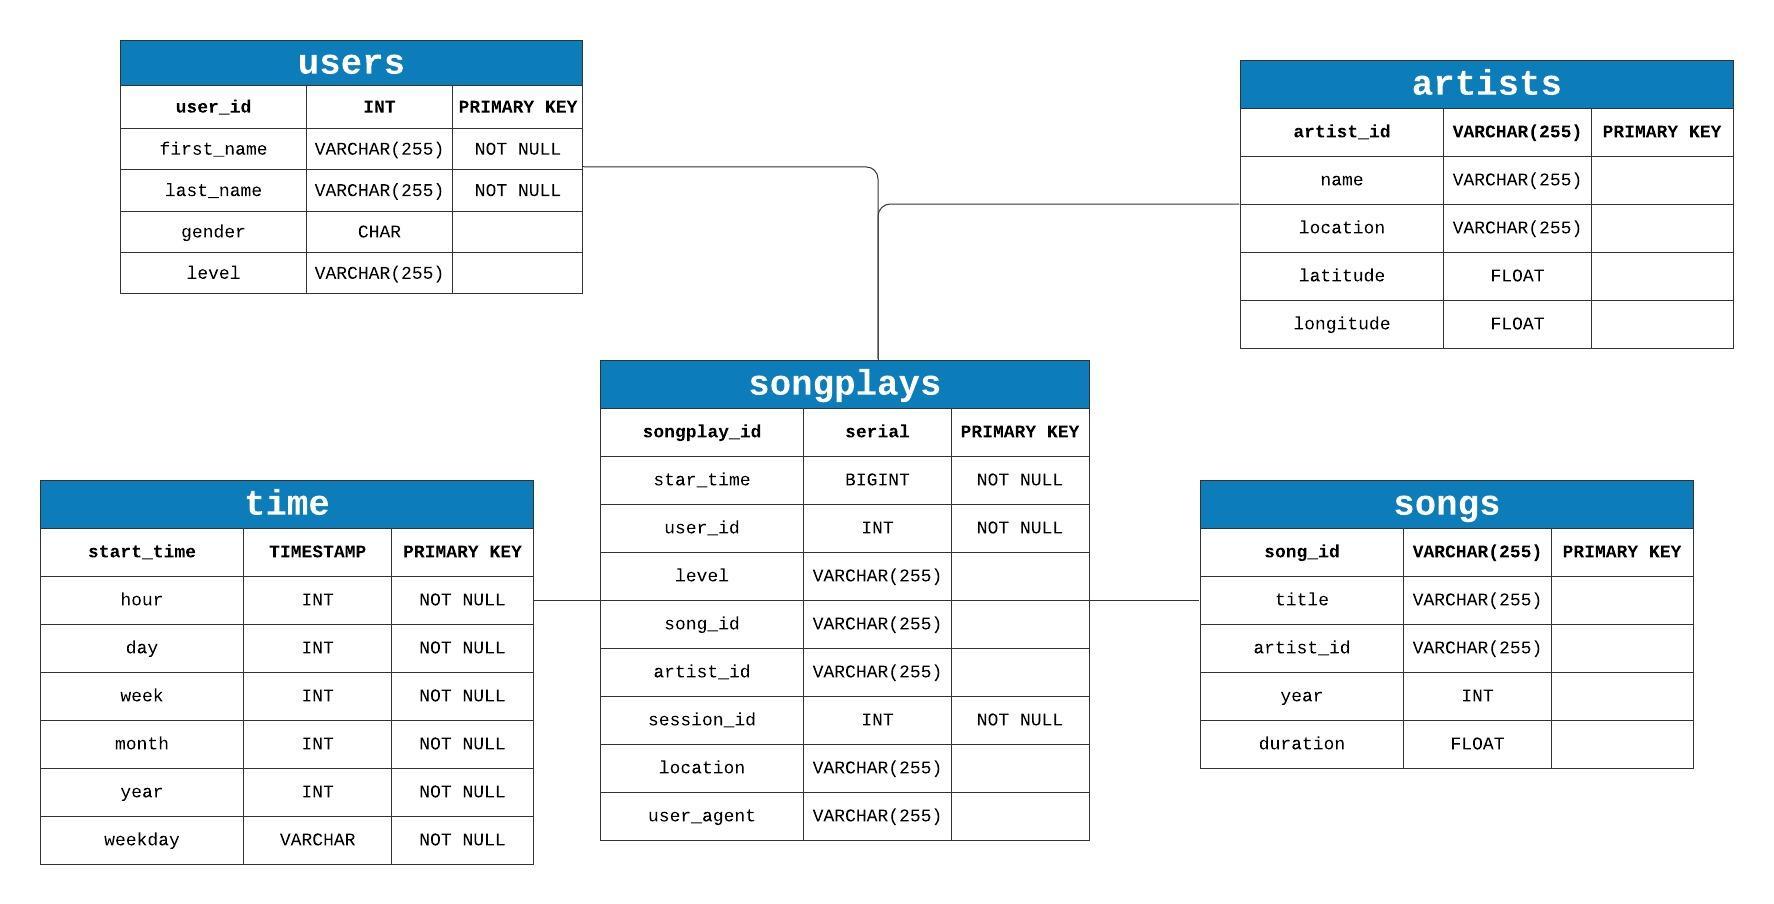 users
user_id INT PRIMARY KEY
first_name VARCHAR(255) NOT NULL
last_name VARCHAR(255) NOT NULL
gender CHAR
level VARCHAR(255)
artists
artist_id VARCHAR(255) PRIMARY KEY
name VARCHAR(255)
location VARCHAR(255)
latitude FLOAT
longitude FLOAT
songplays
songplay_id serial PRIMARY KEY
star_time BIGINT NOT NULL
user_id INT NOT NULL
level VARCHAR(255)
song_id VARCHAR(255)
artist_id VARCHAR(255)
session_id INT NOT NULL
location VARCHAR(255)
user_agent VARCHAR(255)
time
start_time TIMESTAMP PRIMARY KEY
hour INT NOT NULL
day INT NOT NULL
week INT NOT NULL
month INT NOT NULL
year INT NOT NULL
weekday VARCHAR NOT NULL
songs
song_id VARCHAR(255) PRIMARY KEY
title VARCHAR(255)
artist_id VARCHAR(255)
year INT
duration FLOAT